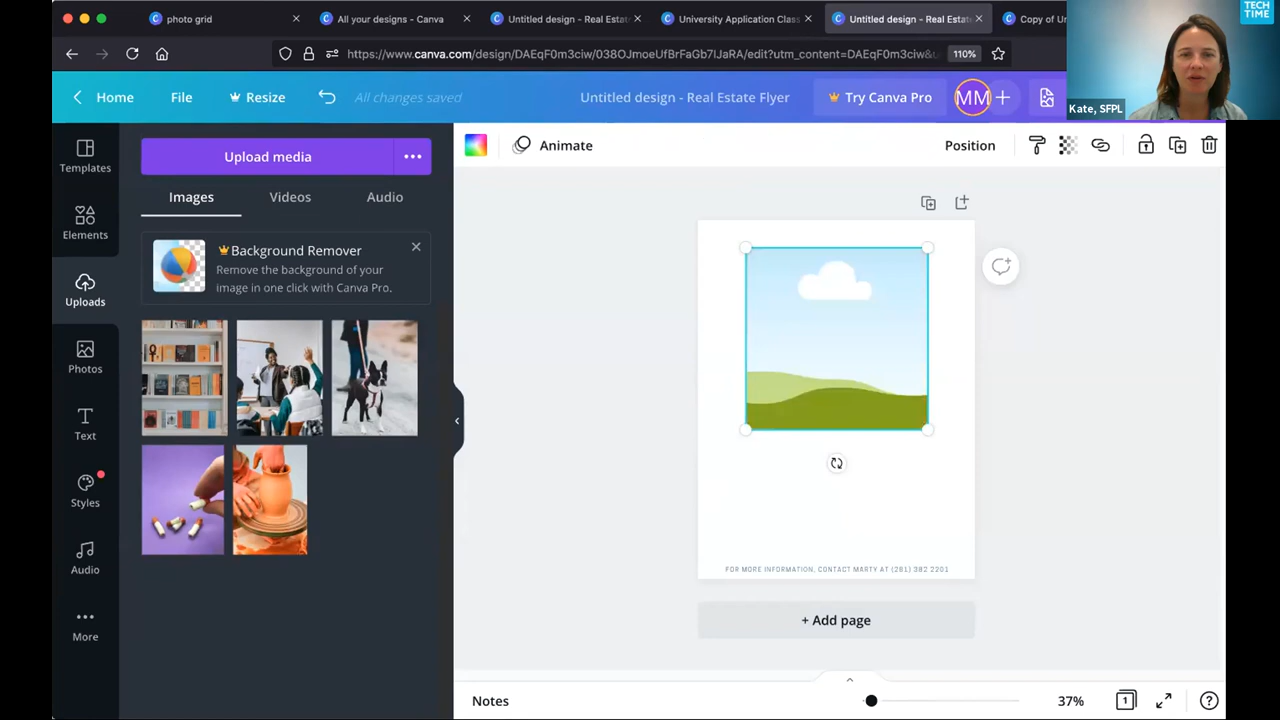 photo grid
All your designs - Canva
Untitled design - Real Estate
University Application Class
Untitled design - Real Estat
Copy of Un
TECH
TIME
https://www.canva.com/design/DAEqF0m3ciw/038OJmoeUfBrFaGb7IJaRA/edit?utm_content=DAEqF0m3ciw&u
110%
Kate, SFPL
Home
File
Resize
All changes saved
Untitled design - Real Estate Flyer
Try Canva Pro
MM
Templates
Elements
Uploads
Photos
Text
Styles
Audio
More
Upload media
Images
Videos
Audio
Background Remover
Remove the background of your
image in one click with Canva Pro.
Animate
Position
FOR MORE INFORMATION, CONTACT MARTY AT (281) 382 2201
+ Add page
Notes
37%
1